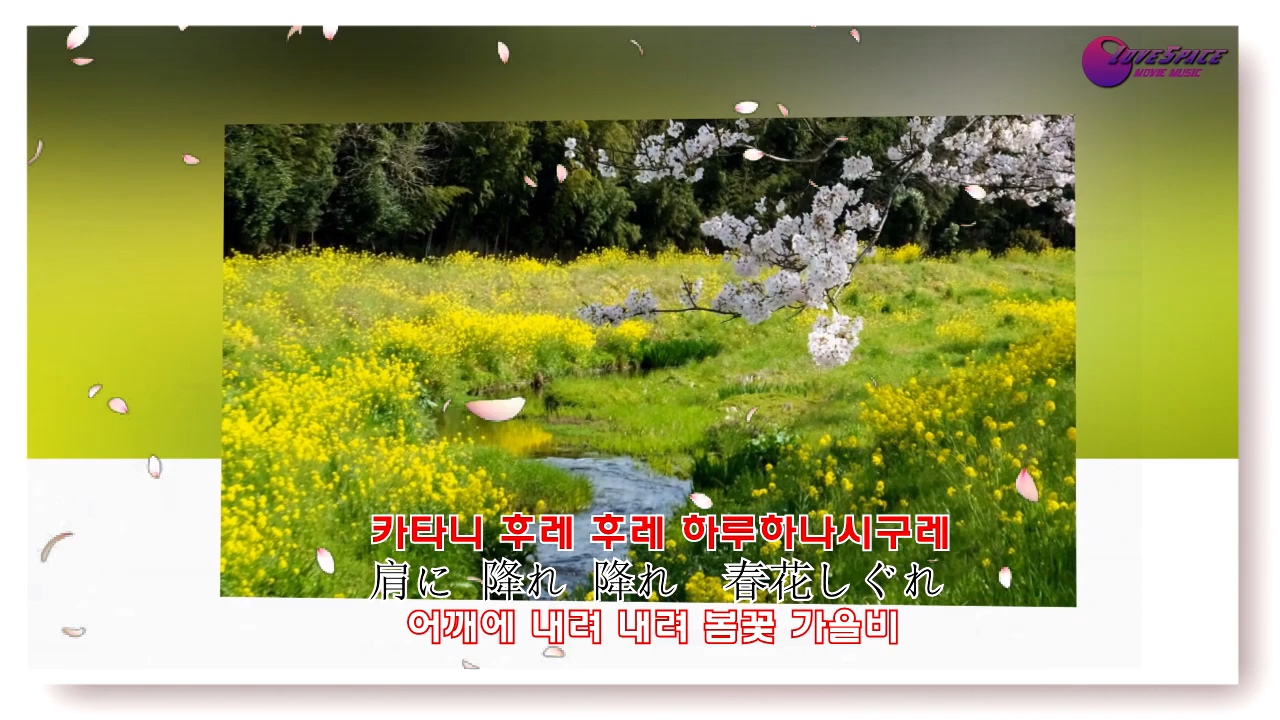 LOVESPACE
MOVIE MUSIC
카타니 후레 후레 하루하나시구레
肩に 降れ 降れ 春花しぐれ
어깨에 내려 내려 봄꽃 가을비